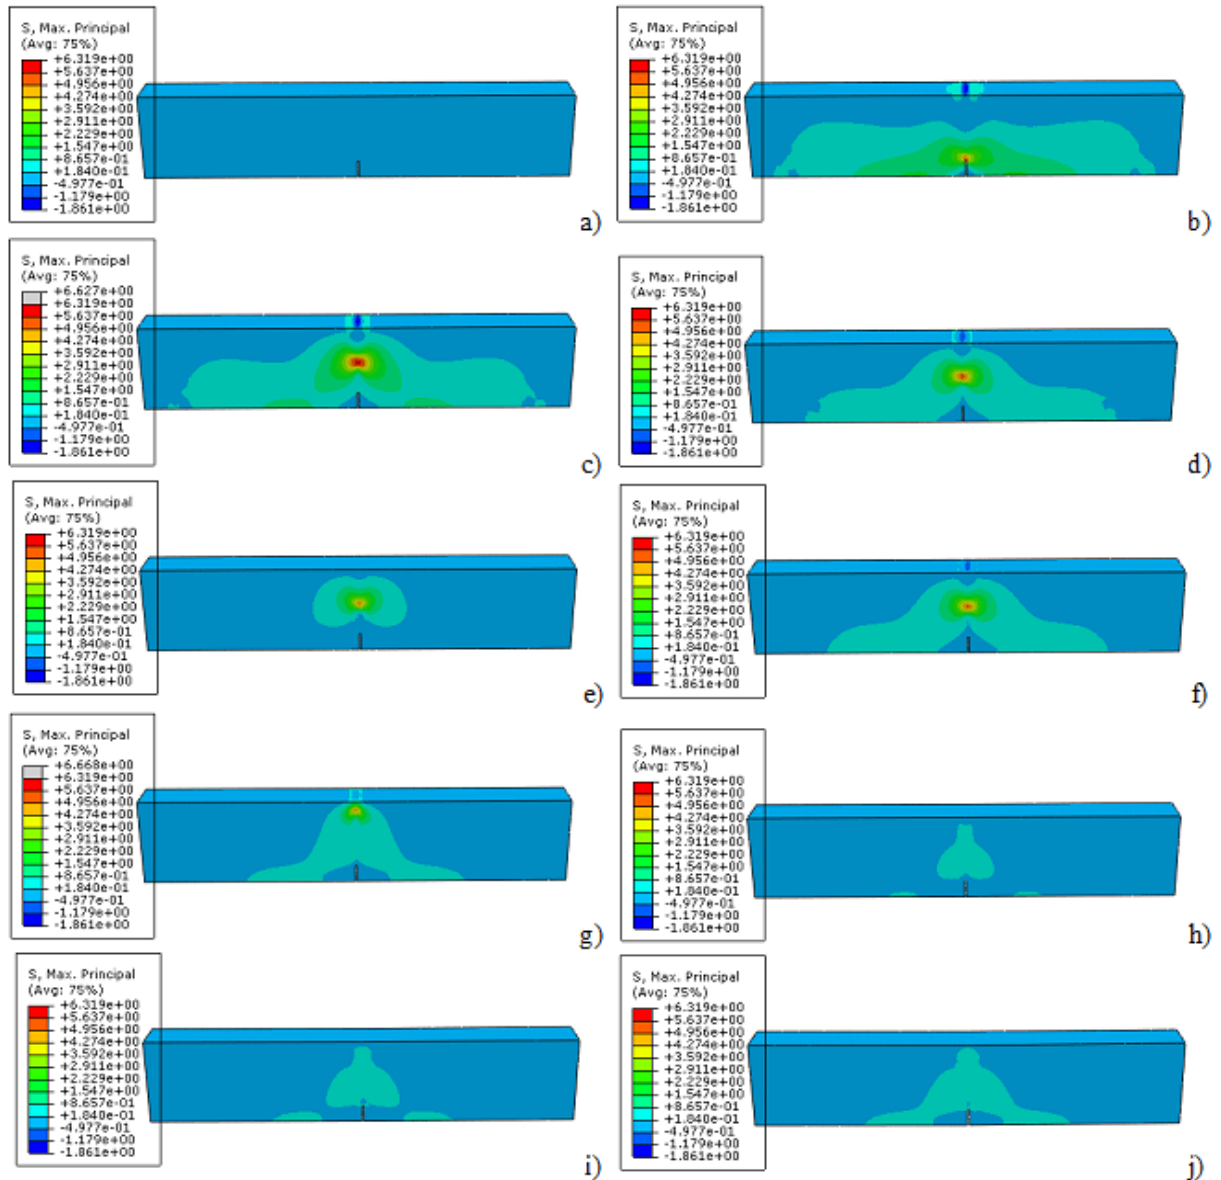 S, Max. Principal
(Avg: 75%)
+6.319e+00
+5.637e+00
+4.956e+00
+4.274e+00
+3.592e+00
+2.911e+00
+2.229e+00
+1.547e+00
+8.657e-01
+1.840e-01
-4.977e-01
-1.179e+00
-1.861e+00
a)
S, Max. Principal
(Avg: 75%)
+6.319e+00
+5.637e+00
+4.956e+00
+4.274e+00
+3.592e+00
+2.911e+00
+2.229e+00
+1.547e+00
+8.657e-01
+1.840e-01
-4.977e-01
-1.179e+00
-1.861e+00
b)
S, Max. Principal
(Avg: 75%)
+6.627e+00
+6.319e+00
+5.637e+00
+4.956e+00
+4.274e+00
+3.592e+00
+2.911e+00
+2.229e+00
+1.547e+00
+8.657e-01
+1.840e-01
-4.977e-01
-1.179e+00
-1.861e+00
c)
S, Max. Principal
(Avg: 75%)
+6.319e+00
+5.637e+00
+4.956e+00
+4.274e+00
+3.592e+00
+2.911e+00
+2.229e+00
+1.547e+00
+8.657e-01
+1.840e-01
-4.977e-01
-1.179e+00
-1.861e+00
d)
S, Max. Principal
(Avg: 75%)
+6.319e+00
+5.637e+00
+4.956e+00
+4.274e+00
+3.592e+00
+2.911e+00
+2.229e+00
+1.547e+00
+8.657e-01
+1.840e-01
-4.977e-01
-1.179e+00
-1.861e+00
e)
S, Max. Principal
(Avg: 75%)
+6.319e+00
+5.637e+00
+4.956e+00
+4.274e+00
+3.592e+00
+2.911e+00
+2.229e+00
+1.547e+00
+8.657e-01
+1.840e-01
-4.977e-01
-1.179e+00
-1.861e+00
f)
S, Max. Principal
(Avg: 75%)
+6.668e+00
+6.319e+00
+5.637e+00
+4.956e+00
+4.274e+00
+3.592e+00
+2.911e+00
+2.229e+00
+1.547e+00
+8.657e-01
+1.840e-01
-4.977e-01
-1.179e+00
-1.861e+00
g)
S, Max. Principal
(Avg: 75%)
+6.319e+00
+5.637e+00
+4.956e+00
+4.274e+00
+3.592e+00
+2.911e+00
+2.229e+00
+1.547e+00
+8.657e-01
+1.840e-01
-4.977e-01
-1.179e+00
-1.861e+00
h)
S, Max. Principal
(Avg: 75%)
+6.319e+00
+5.637e+00
+4.956e+00
+4.274e+00
+3.592e+00
+2.911e+00
+2.229e+00
+1.547e+00
+8.657e-01
+1.840e-01
-4.977e-01
-1.179e+00
-1.861e+00
i)
S, Max. Principal
(Avg: 75%)
+6.319e+00
+5.637e+00
+4.956e+00
+4.274e+00
+3.592e+00
+2.911e+00
+2.229e+00
+1.547e+00
+8.657e-01
+1.840e-01
-4.977e-01
-1.179e+00
-1.861e+00
j)